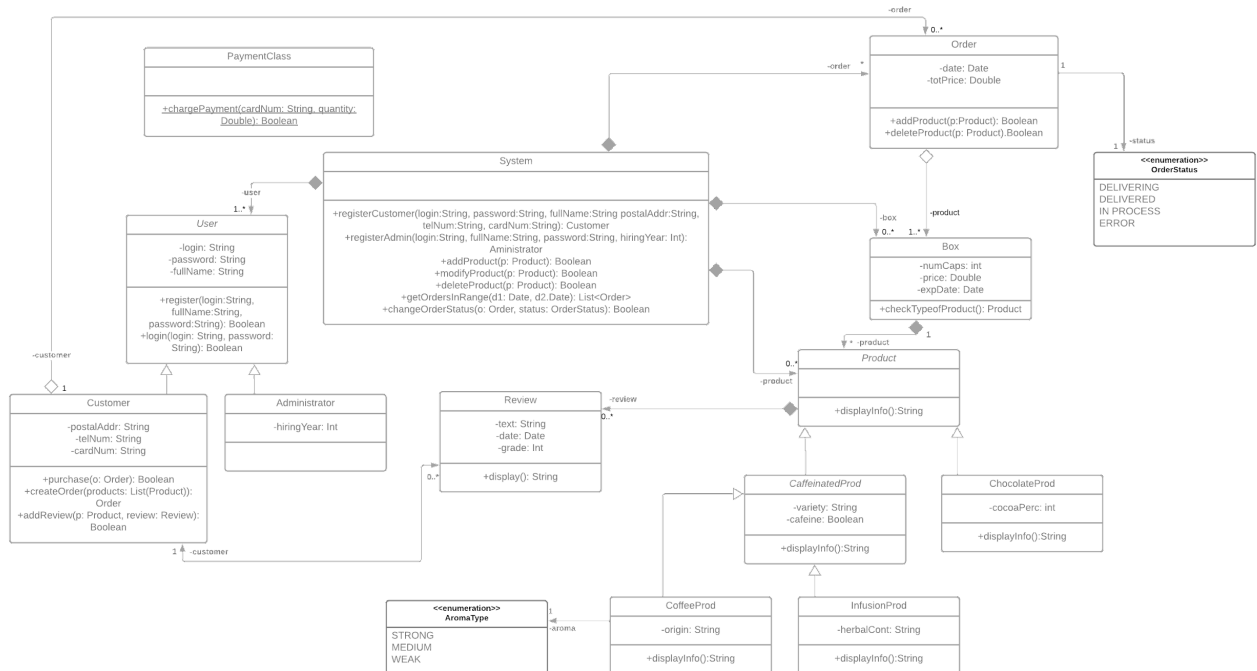 -order
0..*
PaymentClass
+chargePayment(cardNum: String, quantity:
Double): Boolean
Order
-date: Date
-totPrice: Double
+addProduct(p:Product): Boolean
+deleteProduct(p: Product).Boolean
-order
*
1
-status
1
<<enumeration>>
OrderStatus
DELIVERING
DELIVERED
IN PROCESS
ERROR
System
+registerCustomer(login:String, password:String, fullName:String postalAddr:String,
telNum:String, cardNum:String): Customer
+registerAdmin(login:String, fullName:String, password:String, hiringYear: Int):
Aministrator
+addProduct(p: Product): Boolean
+modifyProduct(p: Product): Boolean
+deleteProduct(p: Product): Boolean
+getOrdersInRange(d1: Date, d2.Date): List<Order>
+changeOrderStatus(o: Order, status: OrderStatus): Boolean
-user
1..*
User
-login: String
-password: String
-fullName: String
+register(login:String,
fullName:String,
password:String): Boolean
+login(login: String, password:
String): Boolean
-box
0..*
-product
1..*
Box
-numCaps: int
-price: Double
-expDate: Date
+checkTypeofProduct(): Product
1
* -product
-customer
1
0..*
-product
Product
+displayInfo():String
Customer
-postalAddr: String
-telNum: String
-cardNum: String
+purchase(o: Order): Boolean
+createOrder(products: List(Product)):
Order
+addReview(p: Product, review: Review):
Boolean
Administrator
-hiringYear: Int
Review
-text: String
-date: Date
-grade: Int
+display(): String
-review
0..*
0..*
1
-customer
CaffeinatedProd
-variety: String
-cafeine: Boolean
+displayInfo():String
ChocolateProd
-cocoaPerc: int
+displayInfo():String
<<enumeration>>
AromaType
STRONG
MEDIUM
WEAK
1
-aroma
CoffeeProd
-origin: String
+displayInfo():String
InfusionProd
-herbalCont: String
+displayInfo():String